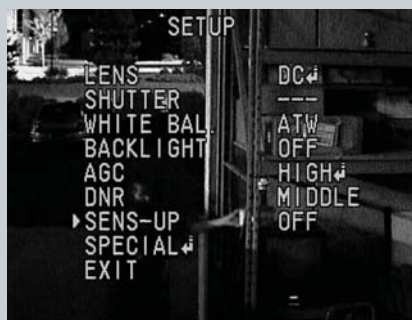 SETUP
LENS DC↲
SHUTTER ---
WHITE BAL. ATW
BACKLIGHT OFF
AGC HIGH↲
DNR MIDDLE
▶SENS-UP OFF
SPECIAL↲
EXIT